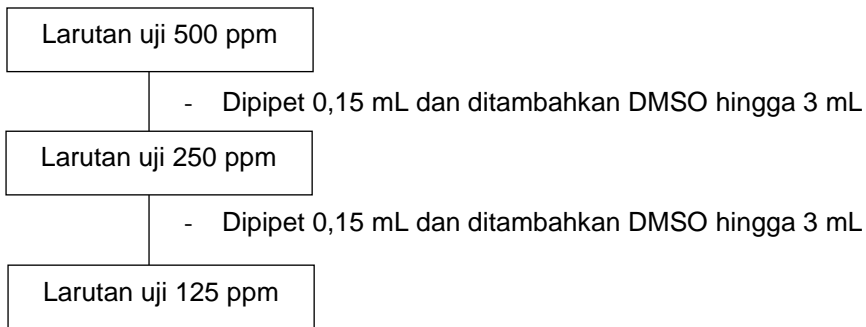 Larutan uji 500 ppm
- Dipipet 0,15 mL dan ditambahkan DMSO hingga 3 mL
Larutan uji 250 ppm
- Dipipet 0,15 mL dan ditambahkan DMSO hingga 3 mL
Larutan uji 125 ppm